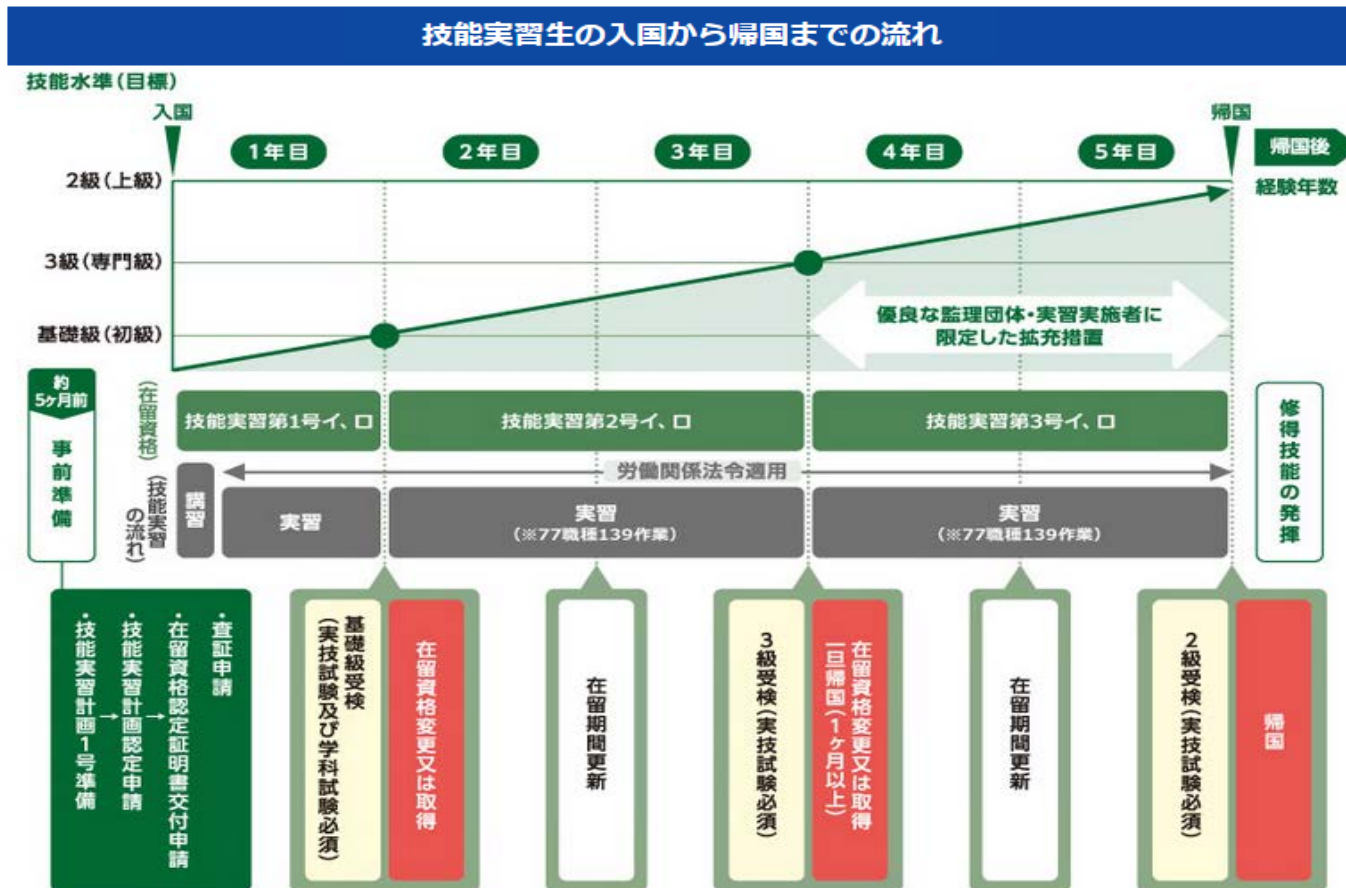 技能実習生の入国から帰国までの流れ
技能水準(目標)
入国
帰国
1年目
2年目
3年目
4年目
5年目
帰国後
経験年数
2級(上級)
3級(専門級)
基礎級(初級)
優良な監理団体・実習実施者に
限定した拡充措置
約
5ヶ月前
事前準備
(在留資格)
技能実習第1号イ、ロ
技能実習第2号イ、ロ
技能実習第3号イ、ロ
修得技能の発揮
労働関係法令適用
(技能実習
の流れ)
講習
実習
実習
(※77職種139作業)
実習
(※77職種139作業)
・技能実習計画1号準備
→
・技能実習計画認定申請
→
・在留資格認定証明書交付申請
・査証申請
基礎級受検
(実技試験及び学科試験必須)
在留資格変更又は取得
在留期間更新
3級受検(実技試験必須)
在留資格変更又は取得
一旦帰国(1ヶ月以上)
在留期間更新
2級受検(実技試験必須)
帰国